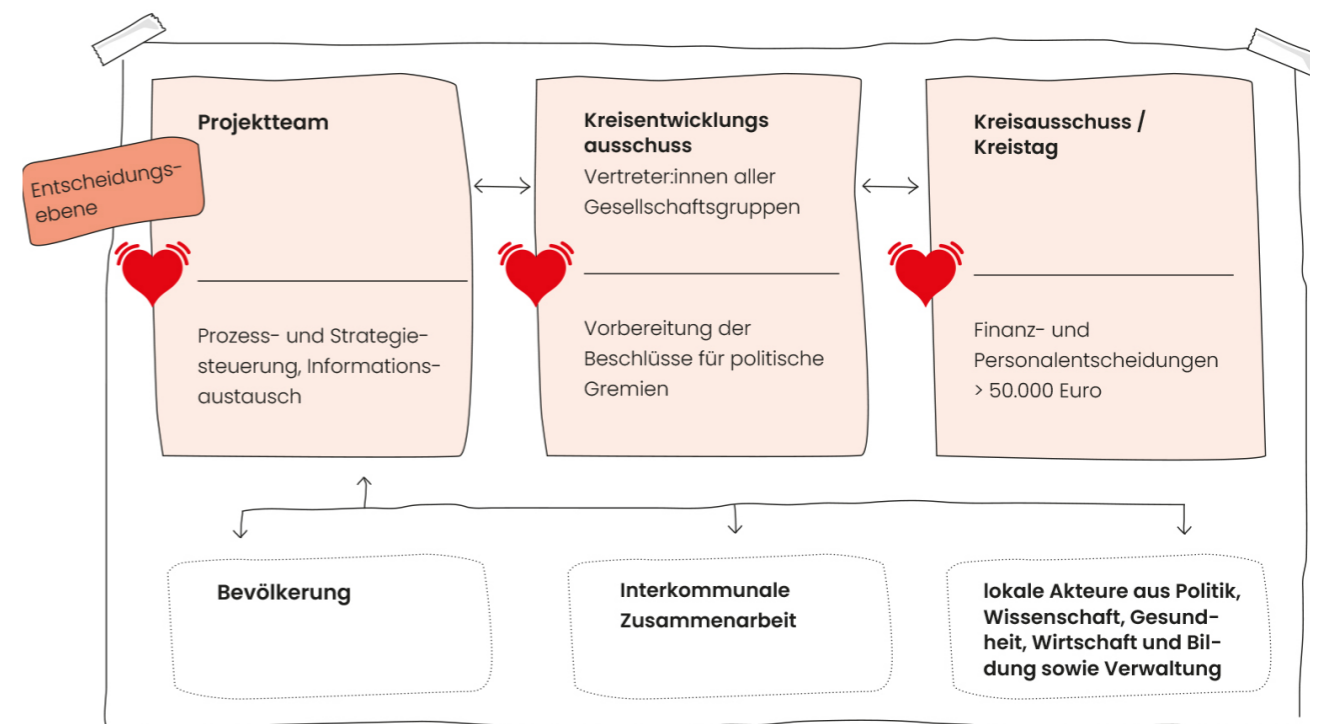 Entscheidungs-
ebene
Projektteam
Prozess- und Strategie-
steuerung, Informations-
austausch
Kreisentwicklungs
ausschuss
Vertreter:innen aller
Gesellschaftsgruppen
Vorbereitung der
Beschlüsse für politische
Gremien
Kreisausschuss /
Kreistag
Finanz- und
Personalentscheidungen
> 50.000 Euro
Bevölkerung
Interkommunale
Zusammenarbeit
lokale Akteure aus Politik,
Wissenschaft, Gesund-
heit, Wirtschaft und Bil-
dung sowie Verwaltung